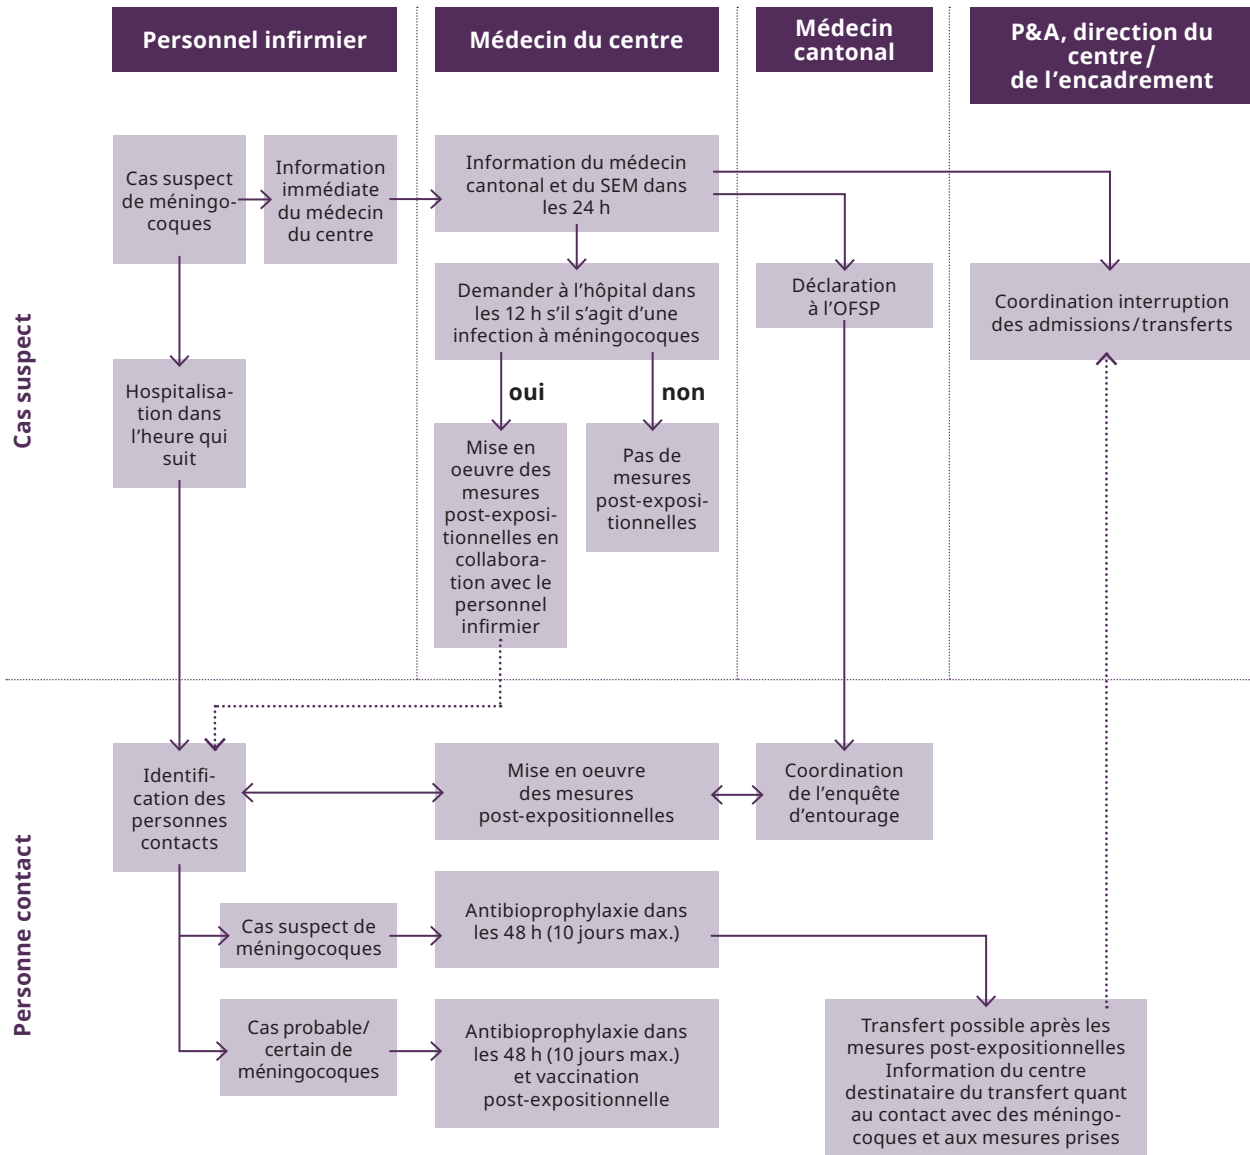 Personnel infirmier
Médecin du centre
Médecin
cantonal
P&A, direction du
centre/
de l'encadrement
Cas suspect
Cas suspect
de méningo-
coques
Information
immédiate
du médecin
du centre
Information du médecin
cantonal et du SEM dans
les 24 h
Demander à l'hôpital dans
les 12 h s'il s'agit d'une
infection à méningocoques
Déclaration
à l'OFSP
Coordination interruption
des admissions/transferts
Hospitalisa-
tion dans
l'heure qui
suit
oui
non
Mise en
oeuvre des
mesures
post-exposi-
tionnelles en
collabora-
tion avec le
personnel
infirmier
Pas de
mesures
post-exposi-
tionnelles
Personne contact
Identifi-
cation des
personnes
contacts
Mise en oeuvre
des mesures
post-expositionnelles
Coordination
de l'enquête
d'entourage
Cas suspect de
méningocoques
Antibioprophylaxie dans
les 48 h (10 jours max.)
Cas probable/
certain de
méningocoques
Antibioprophylaxie dans
les 48 h (10 jours max.)
et vaccination
post-expositionnelle
Transfert possible après les
mesures post-expositionnelles
Information du centre
destinataire du transfert quant
au contact avec des méningo-
coques et aux mesures prises